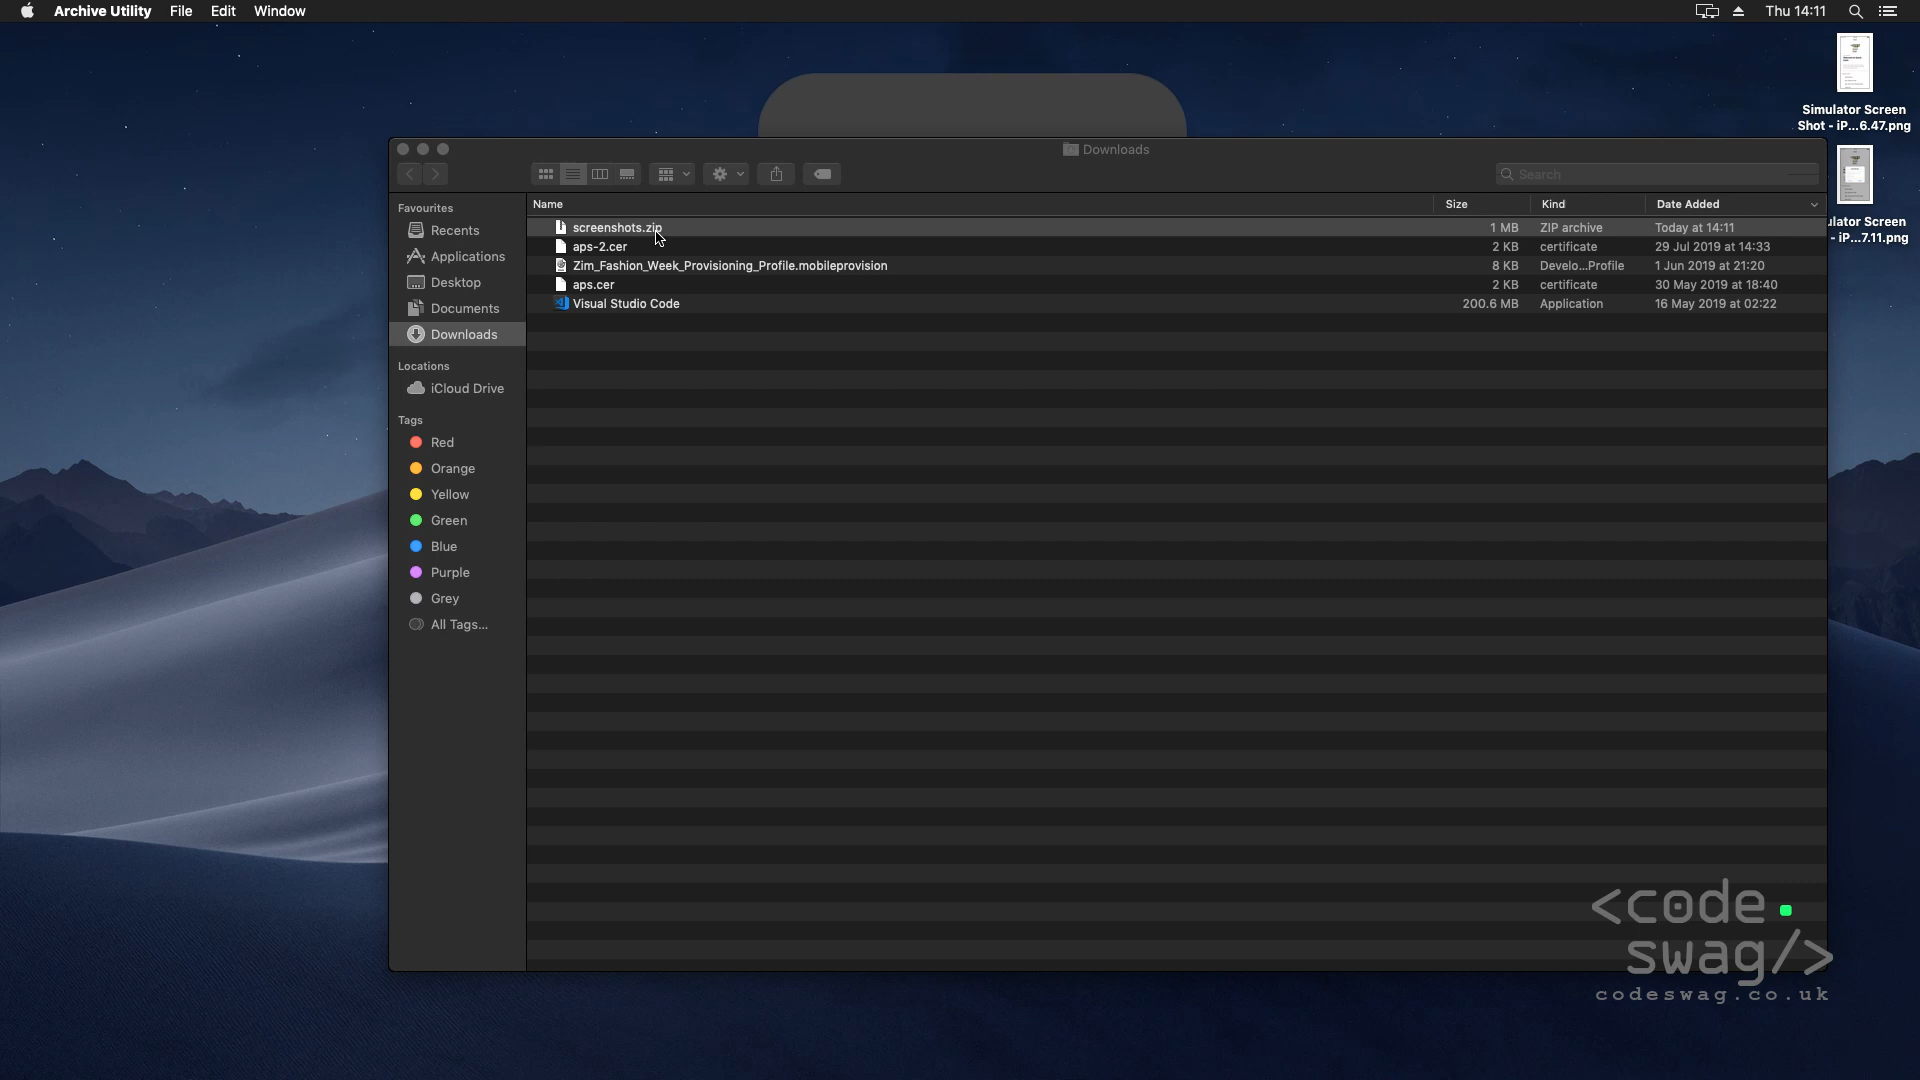 Archive Utility File Edit Window Thu 14:11
Simulator Screen
Shot - iP...6.47.png
ulator Screen
- iP...7.11.png
Downloads
Search
Favourites
Recents
Applications
Desktop
Documents
Downloads
Locations
iCloud Drive
Tags
Red
Orange
Yellow
Green
Blue
Purple
Grey
All Tags...
Name Size Kind Date Added
screenshots.zip 1 MB ZIP archive Today at 14:11
aps-2.cer 2 KB certificate 29 Jul 2019 at 14:33
Zim_Fashion_Week_Provisioning_Profile.mobileprovision 8 KB Develo...Profile 1 Jun 2019 at 21:20
aps.cer 2 KB certificate 30 May 2019 at 18:40
Visual Studio Code 200.6 MB Application 16 May 2019 at 02:22
<code
swag/>
codeswag.co.uk